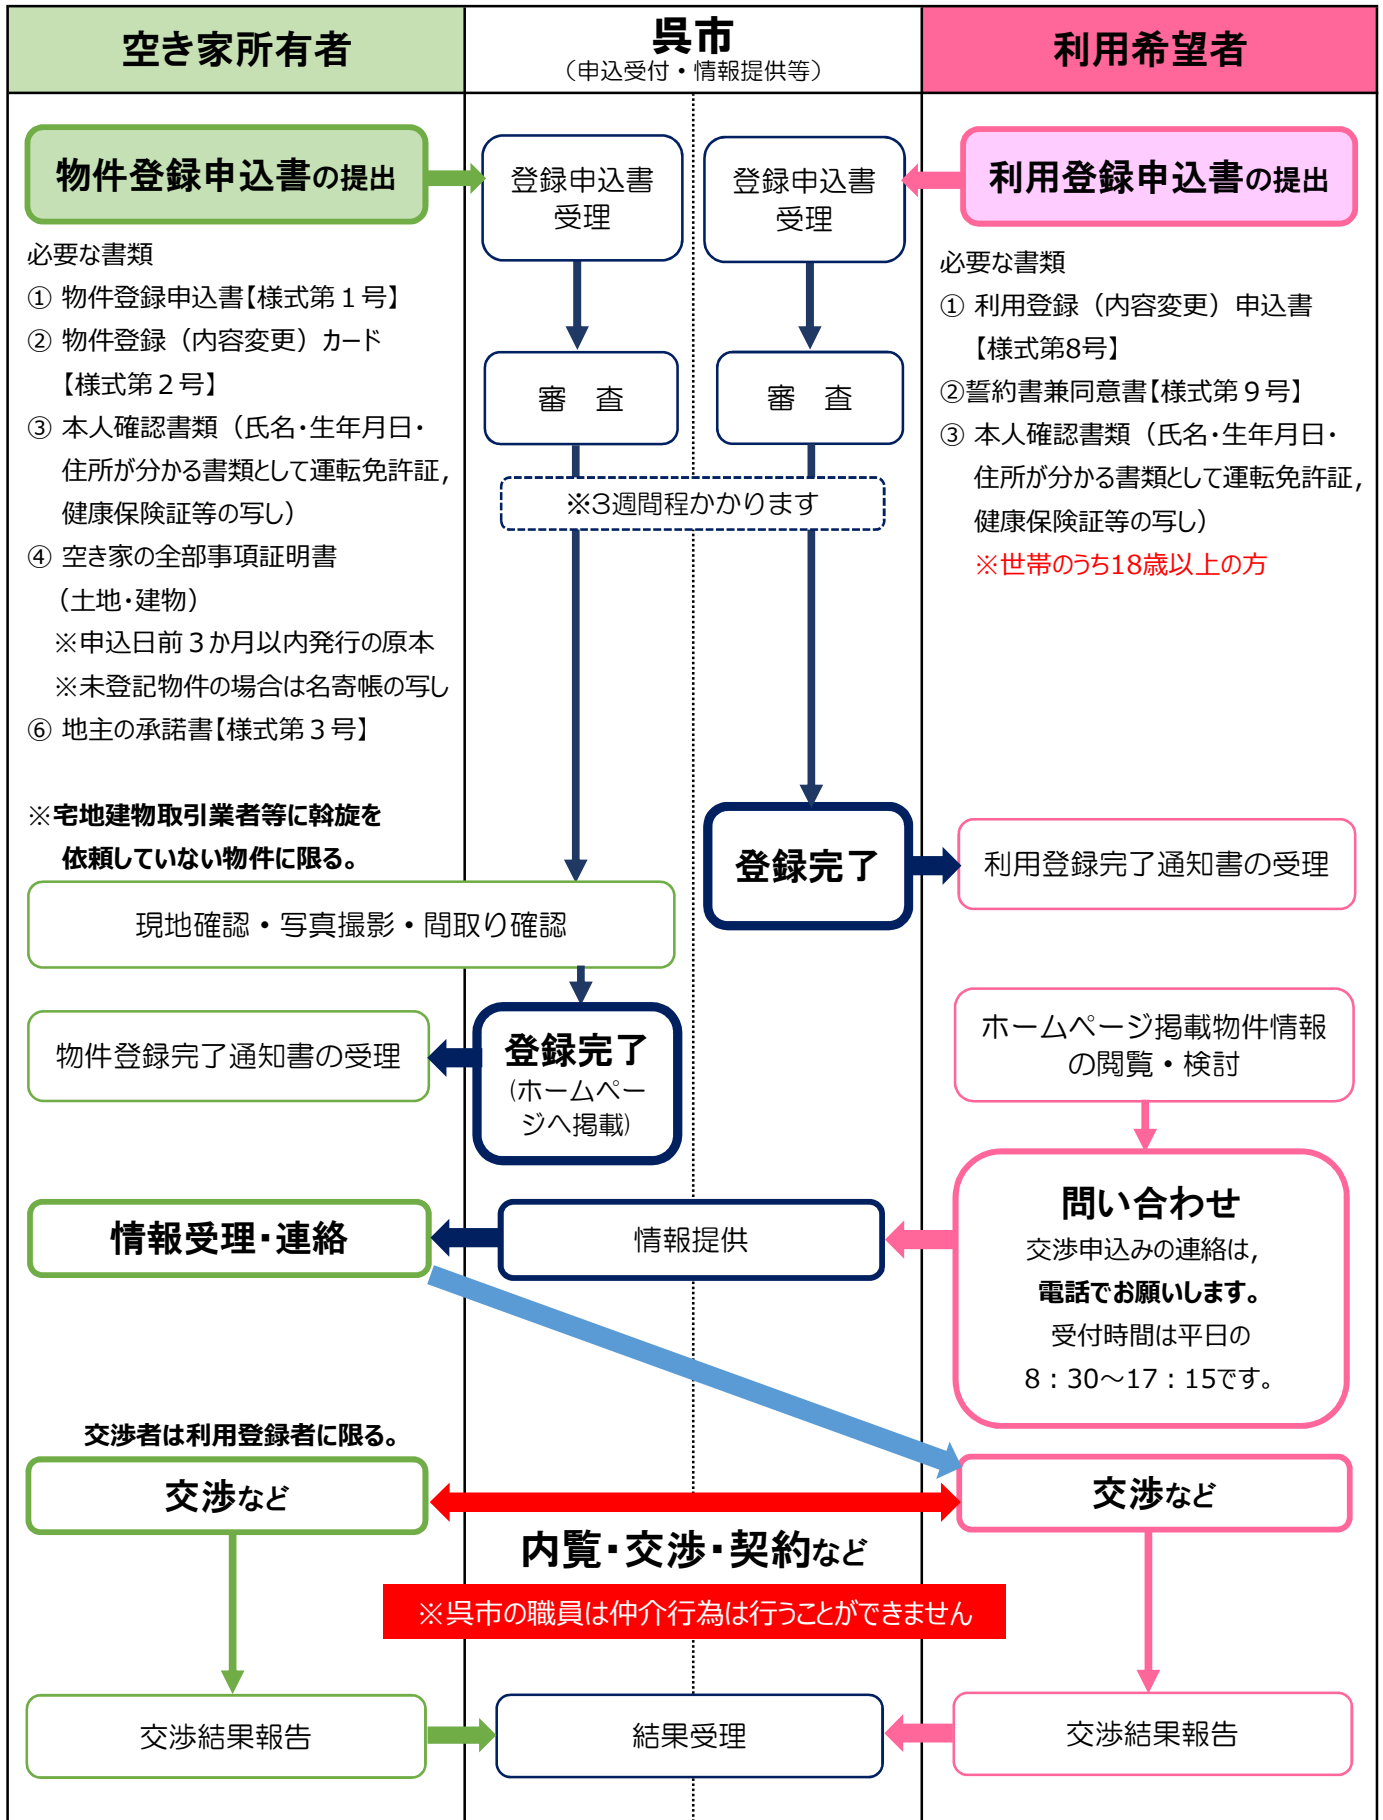 空き家所有者
呉市
（申込受付・情報提供等）
利用希望者
物件登録申込書の提出
必要な書類
① 物件登録申込書【様式第１号】
② 物件登録（内容変更）カード
【様式第２号】
③ 本人確認書類（氏名・生年月日・
住所が分かる書類として運転免許証，
健康保険証等の写し）
④ 空き家の全部事項証明書
（土地・建物）
※申込日前３か月以内発行の原本
※未登記物件の場合は名寄帳の写し
⑥ 地主の承諾書【様式第３号】
※宅地建物取引業者等に斡旋を
依頼していない物件に限る。
登録申込書
受理
審　査
登録申込書
受理
審　査
※3週間程かかります
利用登録申込書の提出
必要な書類
① 利用登録（内容変更）申込書
【様式第8号】
②誓約書兼同意書【様式第９号】
③ 本人確認書類（氏名・生年月日・
住所が分かる書類として運転免許証，
健康保険証等の写し）
※世帯のうち18歳以上の方
登録完了
利用登録完了通知書の受理
現地確認・写真撮影・間取り確認
物件登録完了通知書の受理
登録完了
(ホームペー
ジへ掲載)
ホームページ掲載物件情報
の閲覧・検討
情報受理・連絡
情報提供
問い合わせ
交渉申込みの連絡は，
電話でお願いします。
受付時間は平日の
8：30～17：15です。
交渉者は利用登録者に限る。
交渉など
交渉など
内覧・交渉・契約など
※呉市の職員は仲介行為は行うことができません
交渉結果報告
結果受理
交渉結果報告